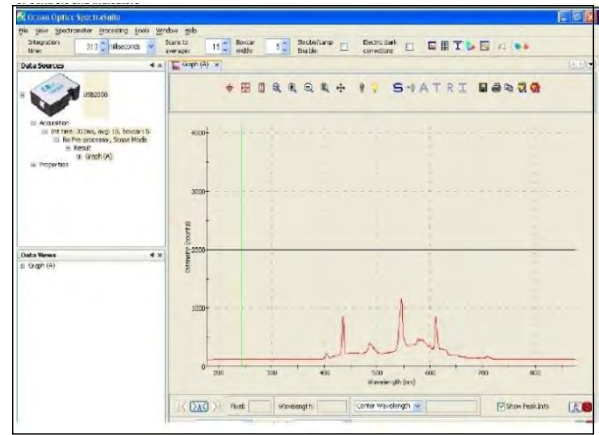 Ocean Optics SpectraSuite
File View Spectrometer Processing Tools Window Help
Integration time: milliseconds Scans to average: 15 Boxcar width: 5 Strobe/Lamp Enable: Electric dark correction:
Data Sources
Graph (A)
USB2000
S A T R I
Acquisition
No Pre-processor, Scope Mode
Result
Graph (A)
Properties
Data Views
Graph (A)
4000
3000
2000
1000
0
Intensity (counts)
200 300 400 500 600 700 800
Wavelength (nm)
Pixel: Wavelength: Center Wavelength Show Peak Info